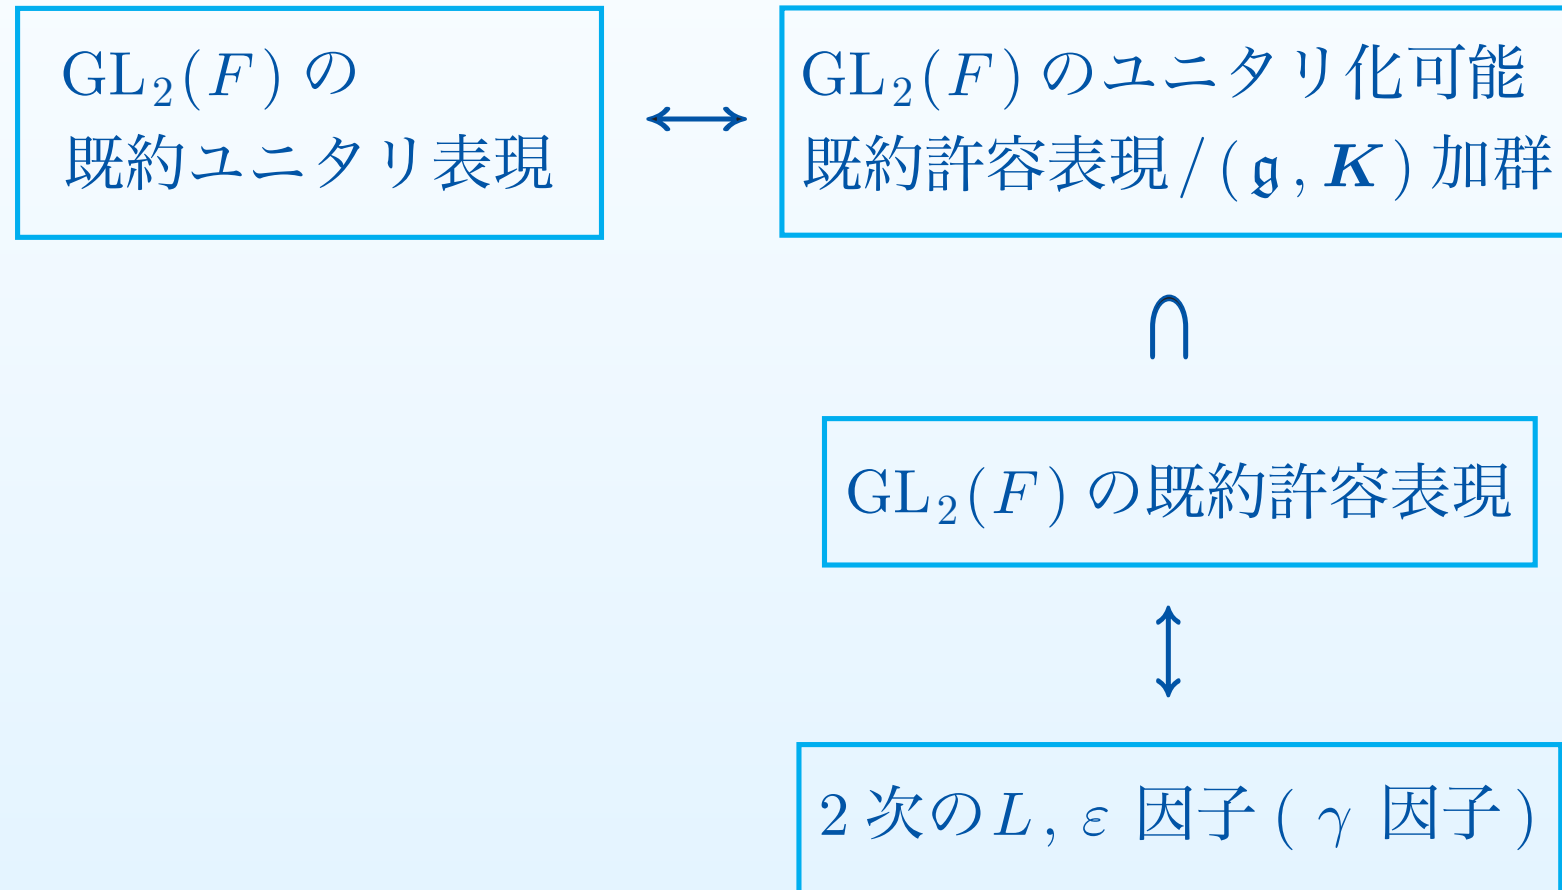 GL₂(F) の
既約ユニタリ表現
↔
GL₂(F) のユニタリ化可能
既約許容表現/(𝔤, K) 加群
∩
GL₂(F) の既約許容表現
↕
2 次の L, ε 因子 ( γ 因子 )